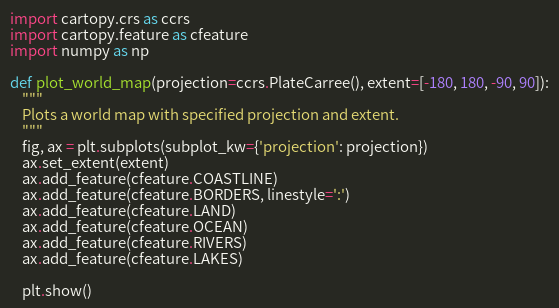 import cartopy.crs as ccrs
import cartopy.feature as cfeature
import numpy as np
def plot_world_map(projection=ccrs.PlateCarree(), extent=[-180, 180, -90, 90]):
    """
    Plots a world map with specified projection and extent.
    """
    fig, ax = plt.subplots(subplot_kw={'projection': projection})
    ax.set_extent(extent)
    ax.add_feature(cfeature.COASTLINE)
    ax.add_feature(cfeature.BORDERS, linestyle=':')
    ax.add_feature(cfeature.LAND)
    ax.add_feature(cfeature.OCEAN)
    ax.add_feature(cfeature.RIVERS)
    ax.add_feature(cfeature.LAKES)
    plt.show()